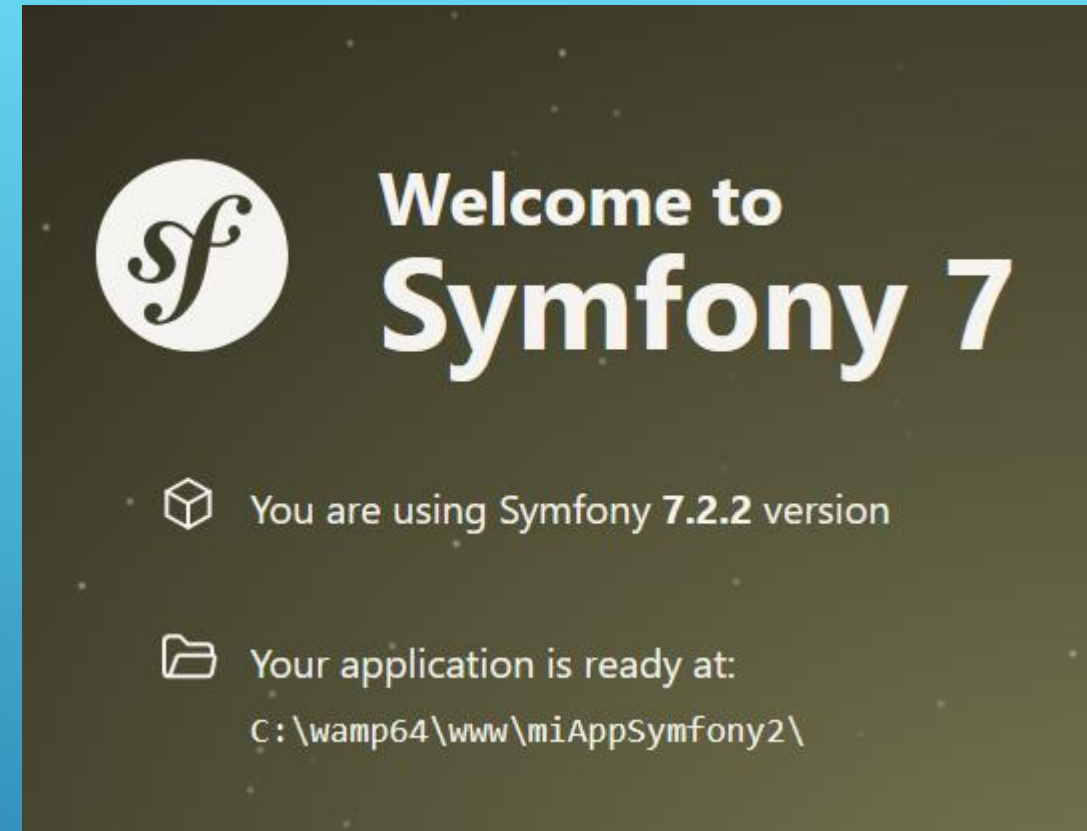 sf
Welcome to
Symfony 7
You are using Symfony 7.2.2 version
Your application is ready at:
C:\wamp64\www\miAppSymfony2\